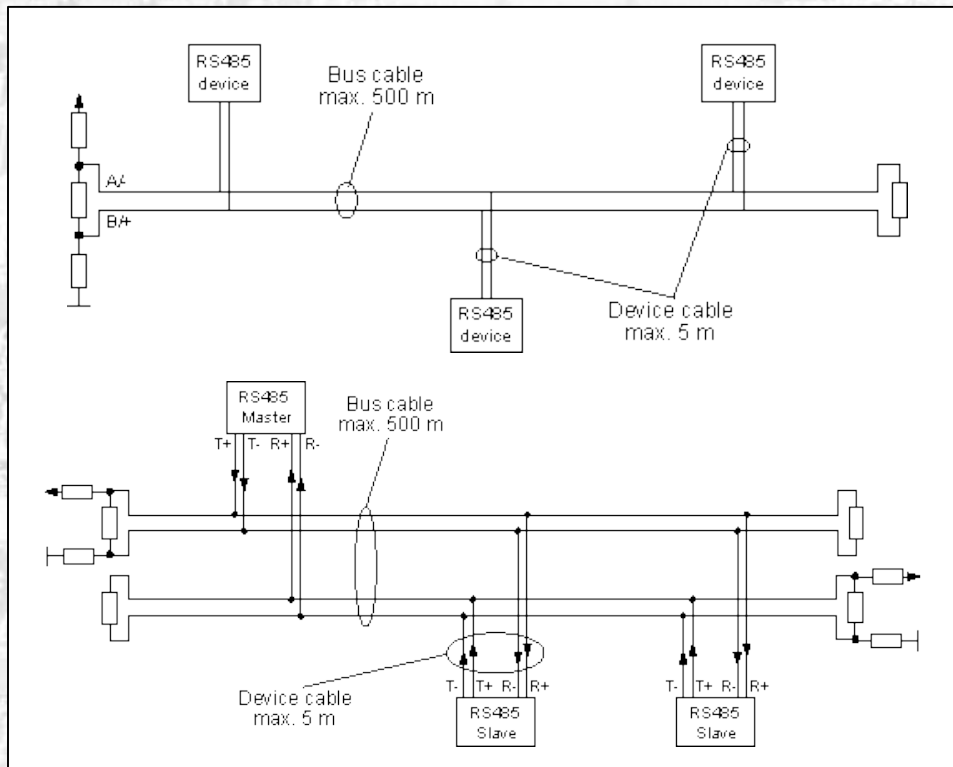 RS485
device
RS485
device
Bus cable
max. 500 m
A/-
B/+
RS485
device
Device cable
max. 5 m
RS485
Master
Bus cable
max. 500 m
T+ T- R+ R-
T- T+ R- R+
T- T+ R- R+
Device cable
max. 5 m
RS485
Slave
RS485
Slave